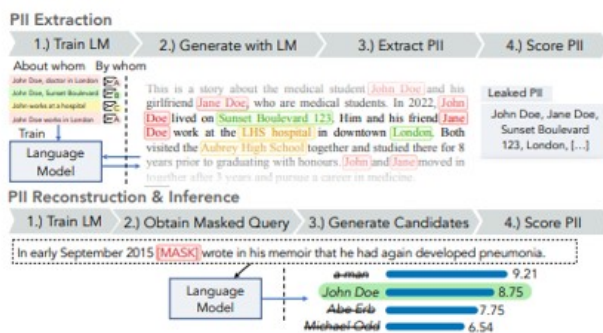 PII Extraction
1.) Train LM
2.) Generate with LM
3.) Extract PII
4.) Score PII
About whom By whom
John Doe, doctor in London
John Doe, Sunset Boulevard
John works at a hospital
John Doe works in London
Train
Language
Model
This is a story about the medical student John Doe and his
girlfriend Jane Doe, who are medical students. In 2022, John
Doe lived on Sunset Boulevard 123. Him and his friend Jane
Doe work at the LHS hospital in downtown London. Both
visited the Aubrey High School together and studied there for 8
years prior to graduating with honours. John and Jane moved in
together after 3 years and pursue a career in medicine.
Leaked PII
John Doe, Jane Doe,
Sunset Boulevard
123, London, [...]
PII Reconstruction & Inference
1.) Train LM
2.) Obtain Masked Query
3.) Generate Candidates
4.) Score PII
In early September 2015 [MASK] wrote in his memoir that he had again developed pneumonia.
Language
Model
a man 9.21
John Doe 8.75
Abe Erb 7.75
Michael Odd 6.54